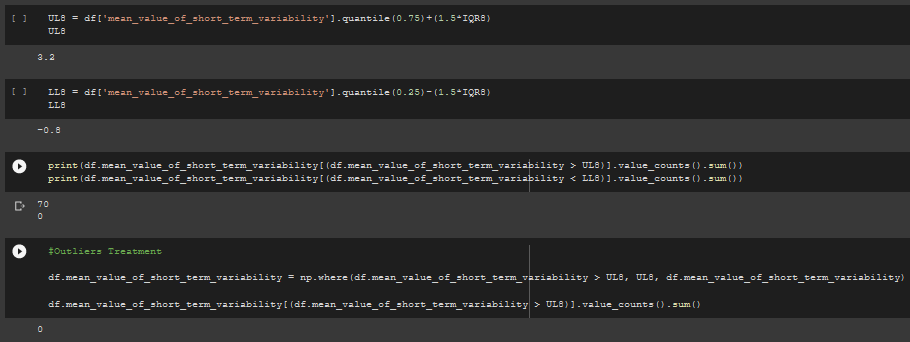 [ ] UL8 = df['mean_value_of_short_term_variability'].quantile(0.75)+(1.5*IQR8)
UL8
3.2
[ ] LL8 = df['mean_value_of_short_term_variability'].quantile(0.25)-(1.5*IQR8)
LL8
-0.8
print(df.mean_value_of_short_term_variability[(df.mean_value_of_short_term_variability > UL8)].value_counts().sum())
print(df.mean_value_of_short_term_variability[(df.mean_value_of_short_term_variability < LL8)].value_counts().sum())
70
0
#Outliers Treatment
df.mean_value_of_short_term_variability = np.where(df.mean_value_of_short_term_variability > UL8, UL8, df.mean_value_of_short_term_variability)
df.mean_value_of_short_term_variability[(df.mean_value_of_short_term_variability > UL8)].value_counts().sum()
0